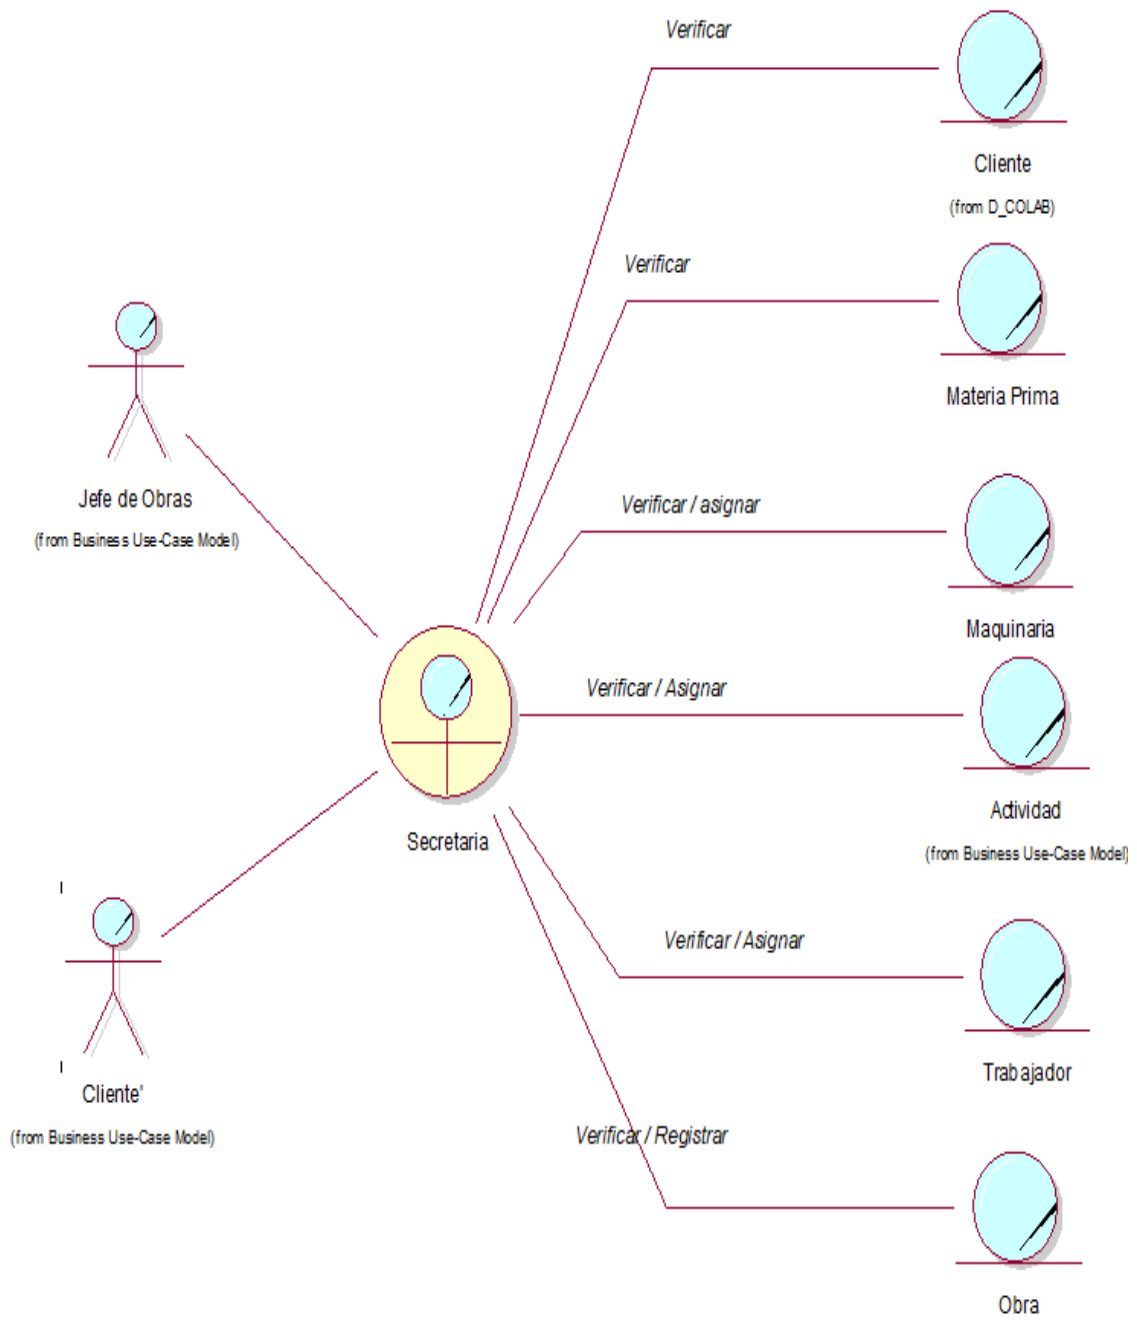 Verificar
Cliente
(from D_COLAB)
Verificar
Materia Prima
Jefe de Obras
(from Business Use-Case Model)
Verificar / asignar
Maquinaria
Verificar / Asignar
Actividad
(from Business Use-Case Model)
Secretaria
Verificar / Asignar
Trabajador
Cliente'
(from Business Use-Case Model)
Verificar / Registrar
Obra